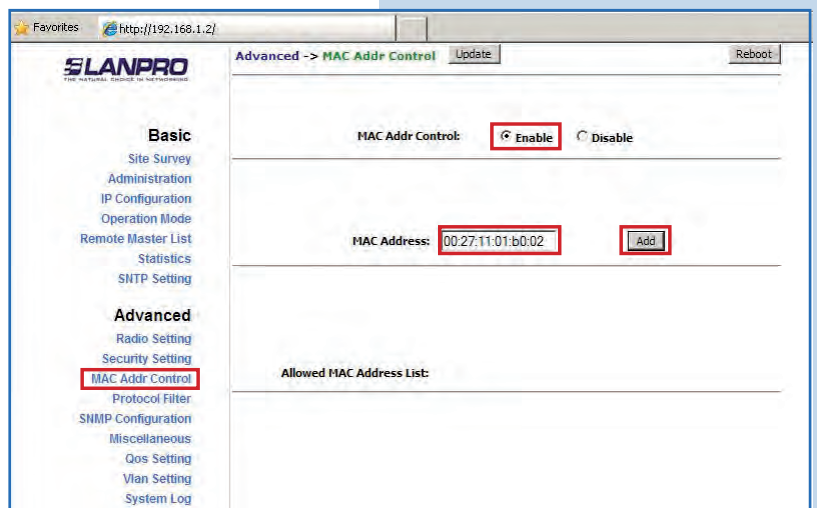 Favorites http://192.168.1.2/
LANPRO
THE NATURAL CHOICE IN NETWORKING
Advanced -> MAC Addr Control Update Reboot
Basic
Site Survey
Administration
IP Configuration
Operation Mode
Remote Master List
Statistics
SNTP Setting
Advanced
Radio Setting
Security Setting
MAC Addr Control
Protocol Filter
SNMP Configuration
Miscellaneous
Qos Setting
Vlan Setting
System Log
MAC Addr Control: Enable Disable
MAC Address: 00:27:11:01:b0:02 Add
Allowed MAC Address List: